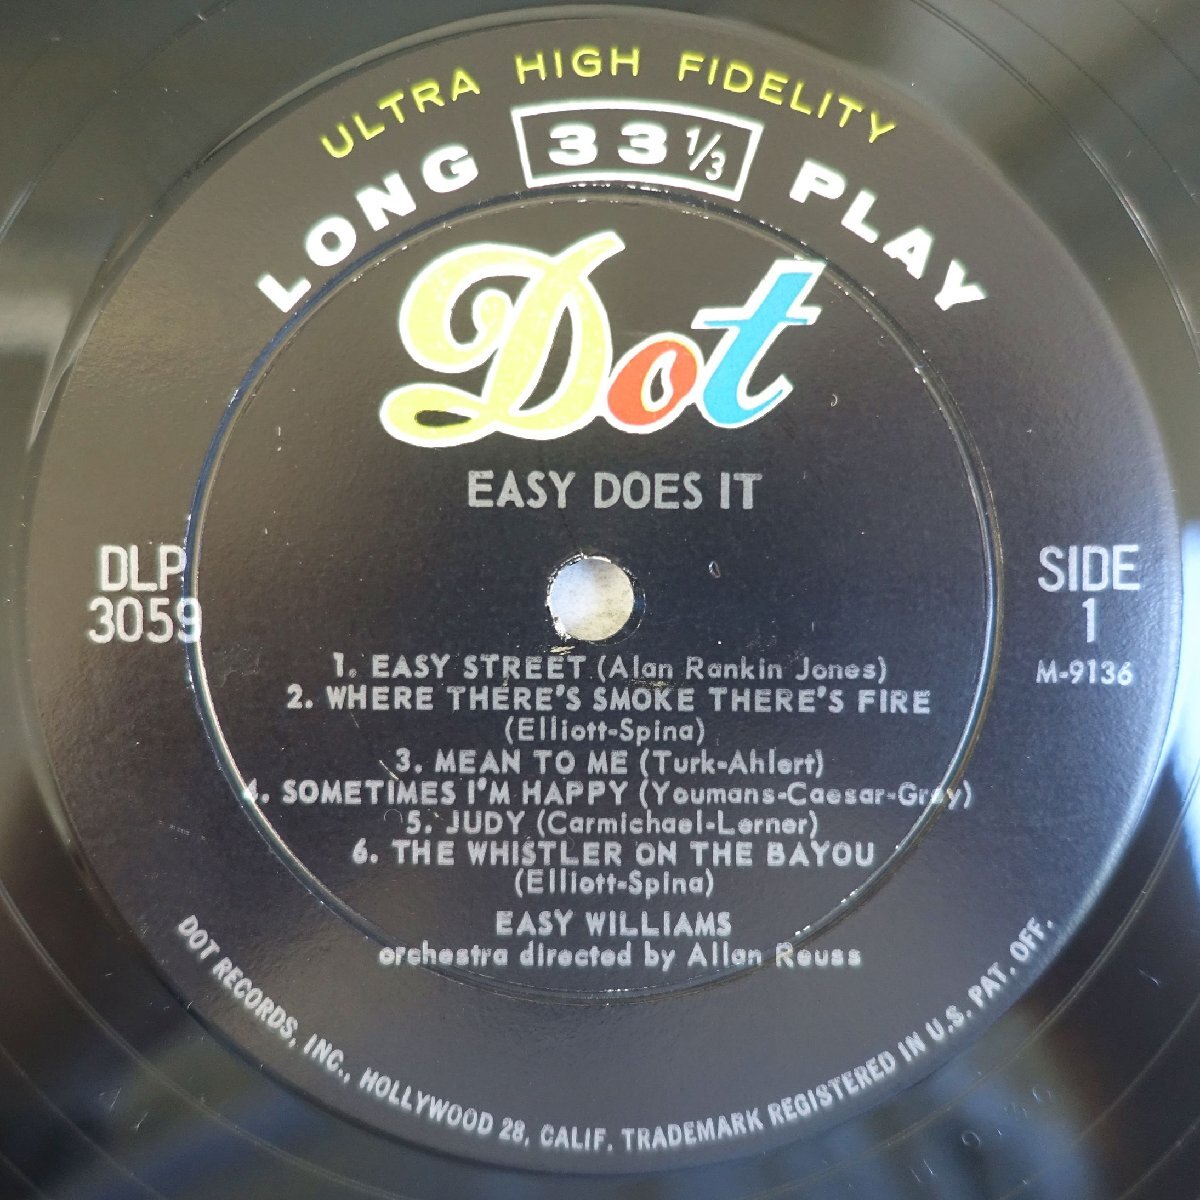 ULTRA HIGH FIDELITY
LONG 33 1/3 PLAY
Dot
EASY DOES IT
DLP
3059
SIDE
1
M-9136
1. EASY STREET (Alan Rankin Jones)
2. WHERE THERE'S SMOKE THERE'S FIRE
(Elliott-Spina)
3. MEAN TO ME (Turk-Ahlert)
4. SOMETIMES I'M HAPPY (Youmans-Caesar-Grey)
5. JUDY (Carmichael-Lerner)
6. THE WHISTLER ON THE BAYOU
(Elliott-Spina)
EASY WILLIAMS
orchestra directed by Allan Reuss
DOT RECORDS, INC., HOLLYWOOD 28, CALIF. TRADEMARK REGISTERED IN U.S. PAT. OFF.